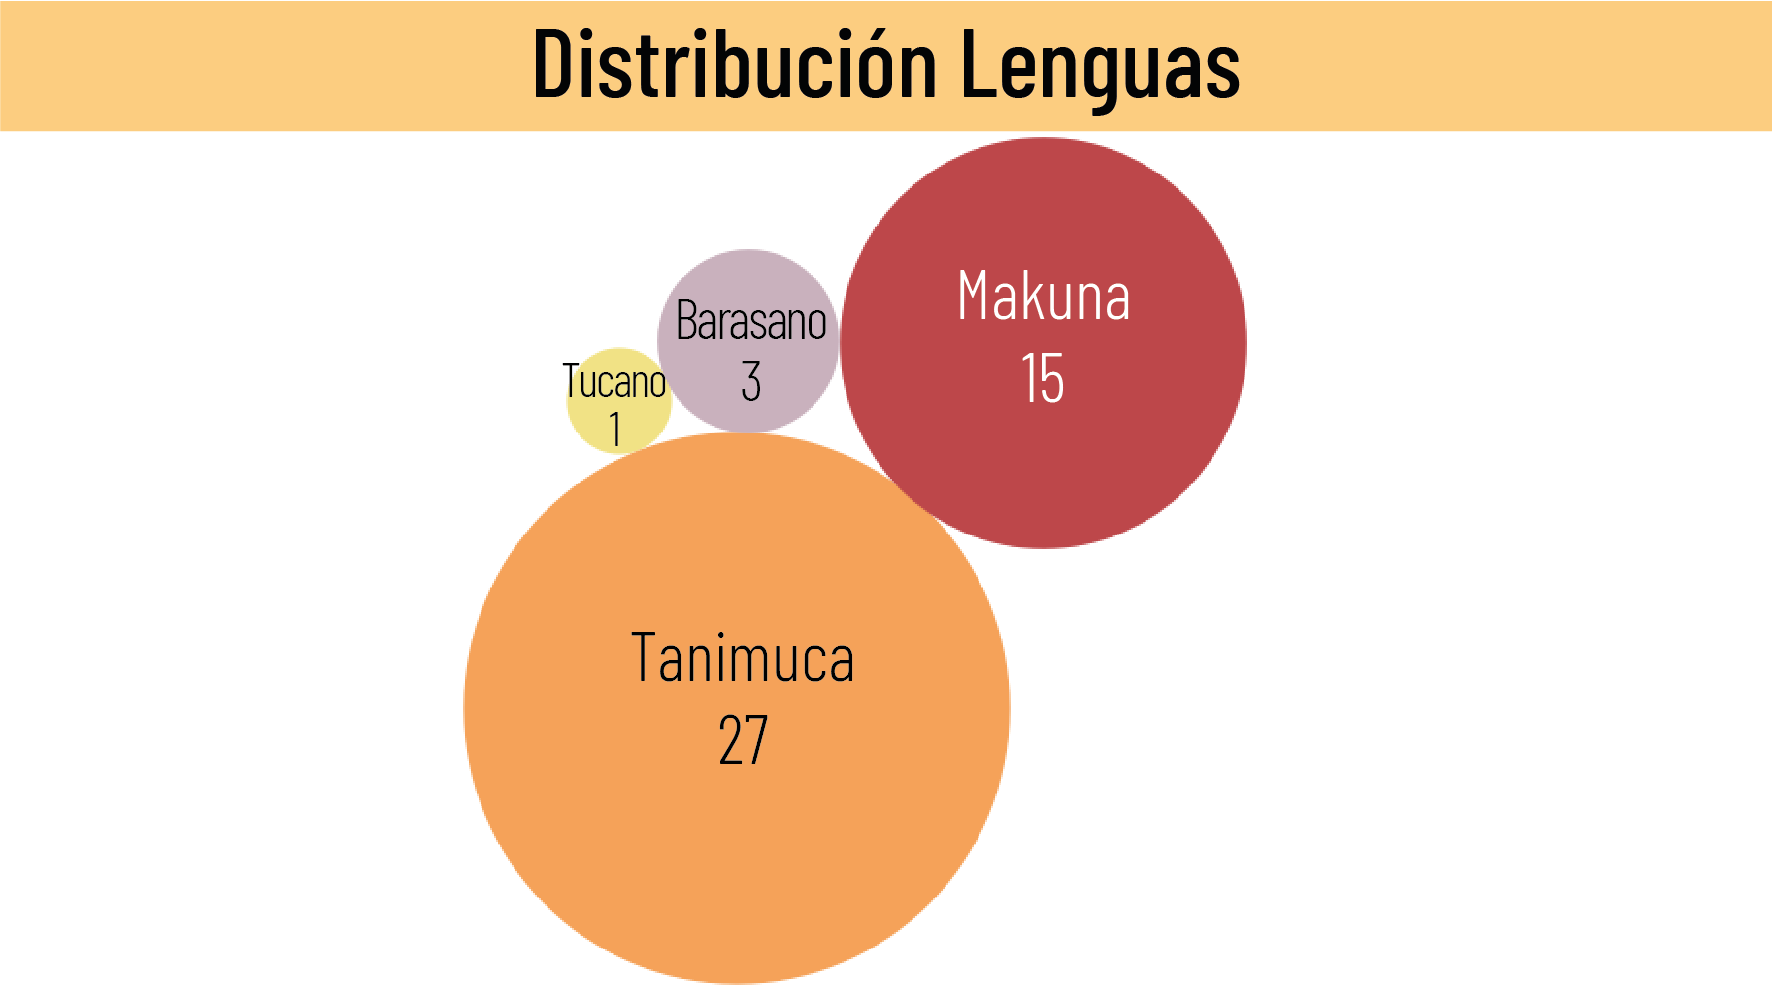 Distribución Lenguas
Makuna
15
Barasano
3
Tucano
1
Tanimuca
27